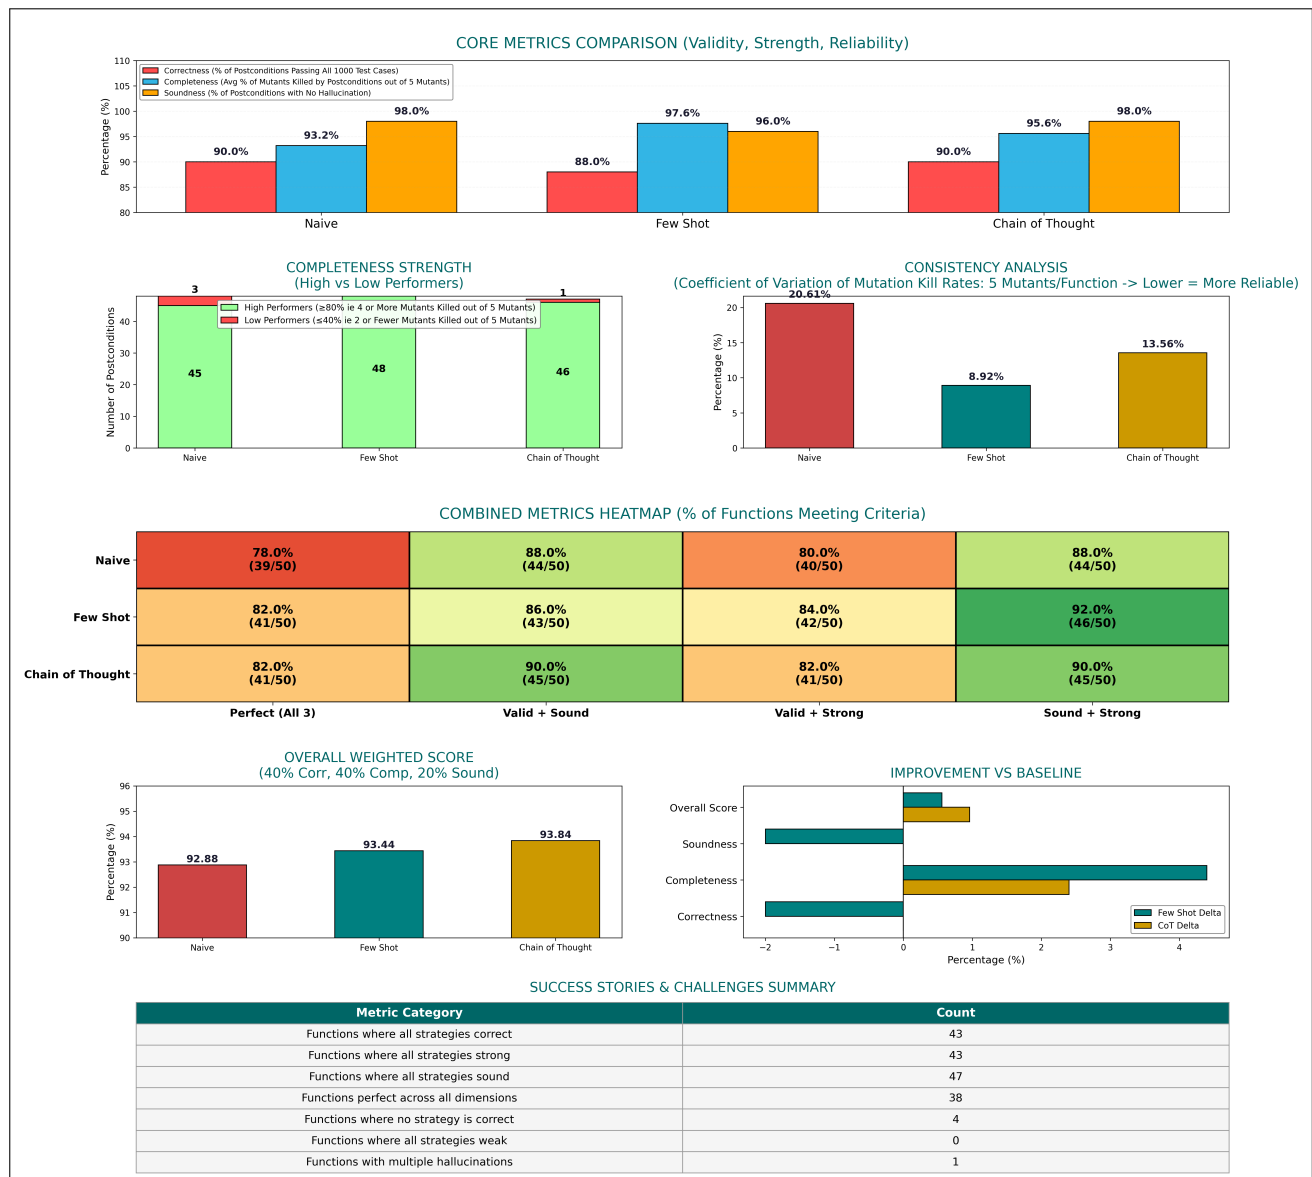 CORE METRICS COMPARISON (Validity, Strength, Reliability)
Percentage (%)
110
105
100
95
90
85
80
Correctness (% of Postconditions Passing All 1000 Test Cases)
Completeness (Avg % of Mutants Killed by Postconditions out of 5 Mutants)
Soundness (% of Postconditions with No Hallucination)
90.0%
93.2%
98.0%
88.0%
97.6%
96.0%
90.0%
95.6%
98.0%
Naive
Few Shot
Chain of Thought
COMPLETENESS STRENGTH
(High vs Low Performers)
Number of Postconditions
40
30
20
10
0
3
1
High Performers (≥80% ie 4 or More Mutants Killed out of 5 Mutants)
Low Performers (≤40% ie 2 or Fewer Mutants Killed out of 5 Mutants)
45
48
46
Naive
Few Shot
Chain of Thought
CONSISTENCY ANALYSIS
(Coefficient of Variation of Mutation Kill Rates: 5 Mutants/Function -> Lower = More Reliable)
Percentage (%)
20
15
10
5
0
20.61%
8.92%
13.56%
Naive
Few Shot
Chain of Thought
COMBINED METRICS HEATMAP (% of Functions Meeting Criteria)
Naive
78.0%
(39/50)
88.0%
(44/50)
80.0%
(40/50)
88.0%
(44/50)
Few Shot
82.0%
(41/50)
86.0%
(43/50)
84.0%
(42/50)
92.0%
(46/50)
Chain of Thought
82.0%
(41/50)
90.0%
(45/50)
82.0%
(41/50)
90.0%
(45/50)
Perfect (All 3)
Valid + Sound
Valid + Strong
Sound + Strong
OVERALL WEIGHTED SCORE
(40% Corr, 40% Comp, 20% Sound)
Percentage (%)
96
95
94
93
92
91
90
92.88
93.44
93.84
Naive
Few Shot
Chain of Thought
IMPROVEMENT VS BASELINE
Overall Score
Soundness
Completeness
Correctness
Few Shot Delta
CoT Delta
−2
−1
0
1
2
3
4
Percentage (%)
SUCCESS STORIES & CHALLENGES SUMMARY
Metric Category Count
Functions where all strategies correct 43
Functions where all strategies strong 43
Functions where all strategies sound 47
Functions perfect across all dimensions 38
Functions where no strategy is correct 4
Functions where all strategies weak 0
Functions with multiple hallucinations 1